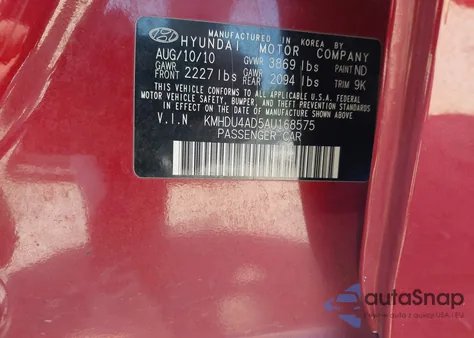 MANUFACTURED IN KOREA BY
HYUNDAI MOTOR COMPANY
AUG/10/10 GVWR 3869 lbs PAINT ND
GAWR FRONT 2227 lbs GAWR REAR 2094 lbs TRIM 9K
THIS VEHICLE CONFORMS TO ALL APPLICABLE U.S.A FEDERAL
MOTOR VEHICLE SAFETY, BUMPER, AND THEFT PREVENTION
STANDARDS IN EFFECT ON THE DATE OF MANUFACTURE SHOWN ABOVE.
V.I.N KMHDU4AD5AU168575
PASSENGER CAR
autaSnap